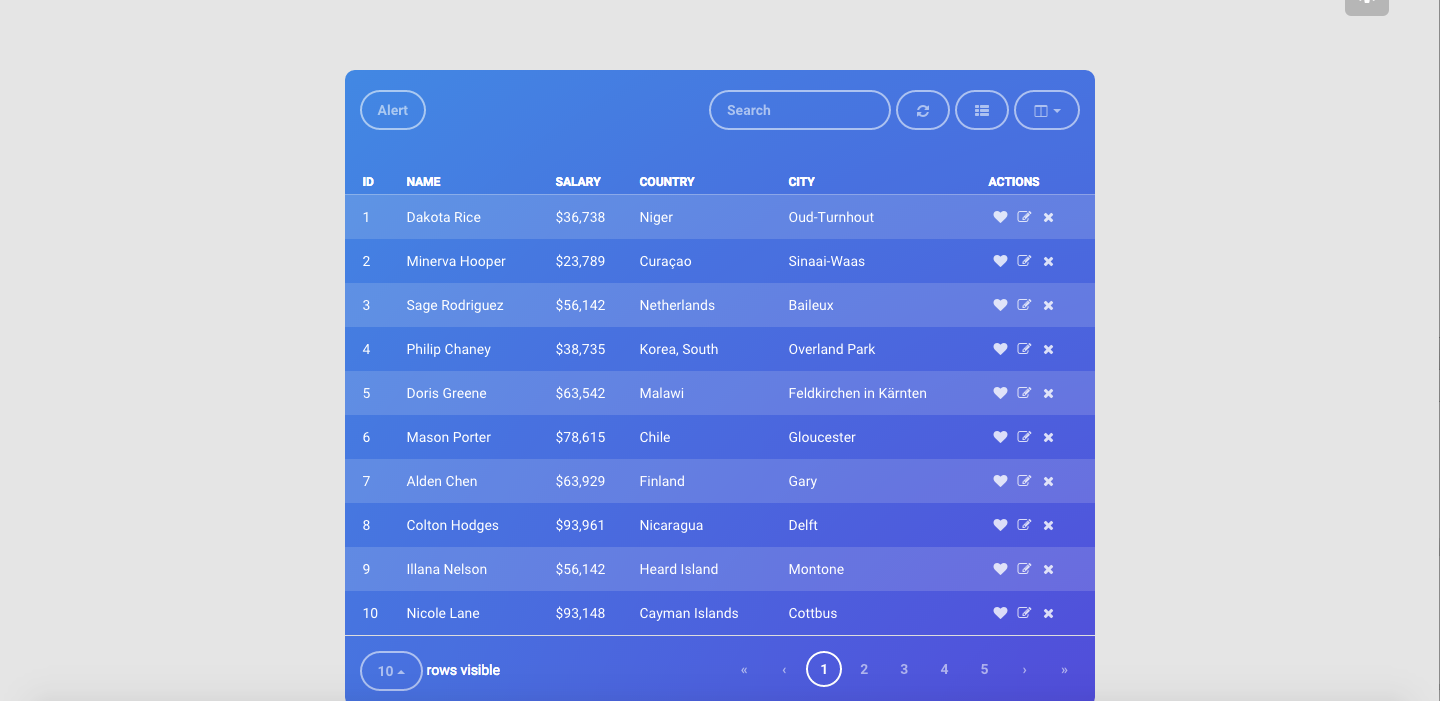 Alert Search
ID NAME SALARY COUNTRY CITY ACTIONS
1 Dakota Rice $36,738 Niger Oud-Turnhout
2 Minerva Hooper $23,789 Curaçao Sinaai-Waas
3 Sage Rodriguez $56,142 Netherlands Baileux
4 Philip Chaney $38,735 Korea, South Overland Park
5 Doris Greene $63,542 Malawi Feldkirchen in Kärnten
6 Mason Porter $78,615 Chile Gloucester
7 Alden Chen $63,929 Finland Gary
8 Colton Hodges $93,961 Nicaragua Delft
9 Illana Nelson $56,142 Heard Island Montone
10 Nicole Lane $93,148 Cayman Islands Cottbus
10 rows visible « ‹ 1 2 3 4 5 › »